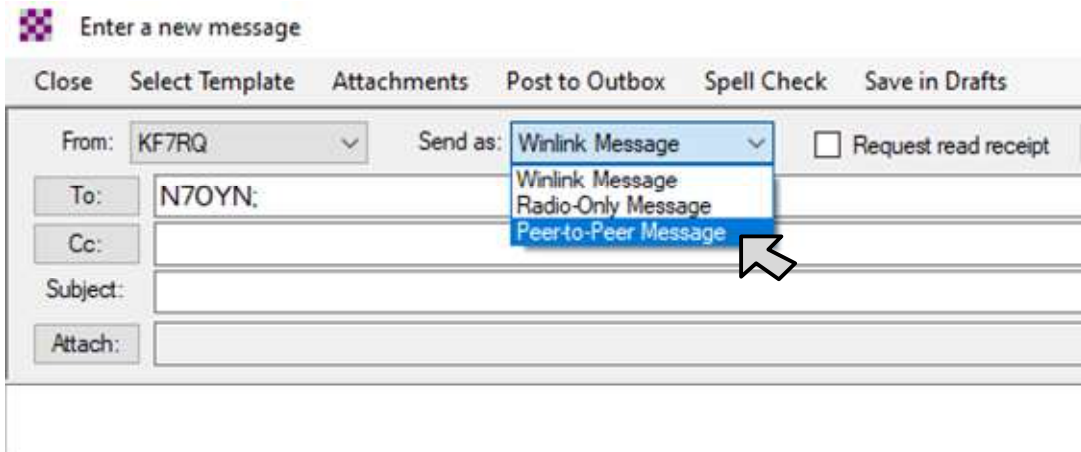 Enter a new message
Close Select Template Attachments Post to Outbox Spell Check Save in Drafts
From: KF7RQ Send as: Winlink Message Request read receipt
Winlink Message
To: N7OYN; Radio-Only Message
Peer-to-Peer Message
Cc:
Subject:
Attach: